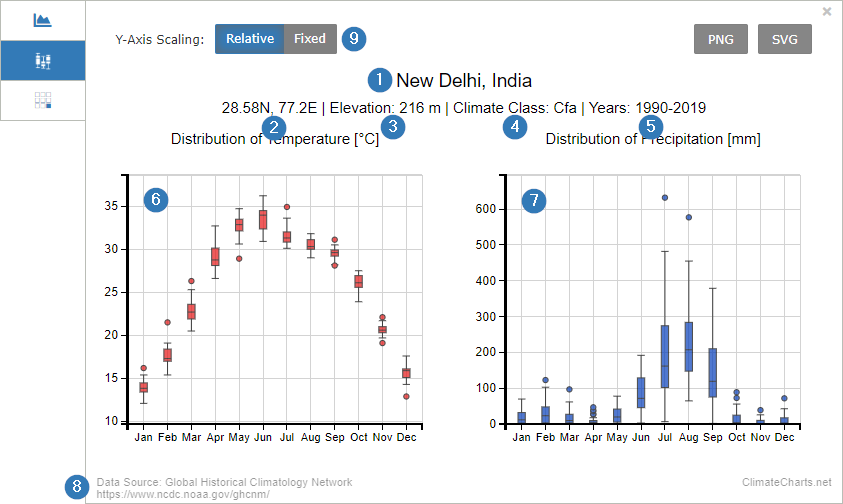 ×
Y-Axis Scaling: Relative Fixed 9 PNG SVG
1 New Delhi, India
28.58N, 77.2E | Elevation: 216 m | Climate Class: Cfa | Years: 1990-2019
2 3 4 5
Distribution of Temperature [°C] Distribution of Precipitation [mm]
6 7
35
30
25
20
15
10
Jan Feb Mar Apr May Jun Jul Aug Sep Oct Nov Dec
600
500
400
300
200
100
0
Jan Feb Mar Apr May Jun Jul Aug Sep Oct Nov Dec
8 Data Source: Global Historical Climatology Network ClimateCharts.net
https://www.ncdc.noaa.gov/ghcnm/